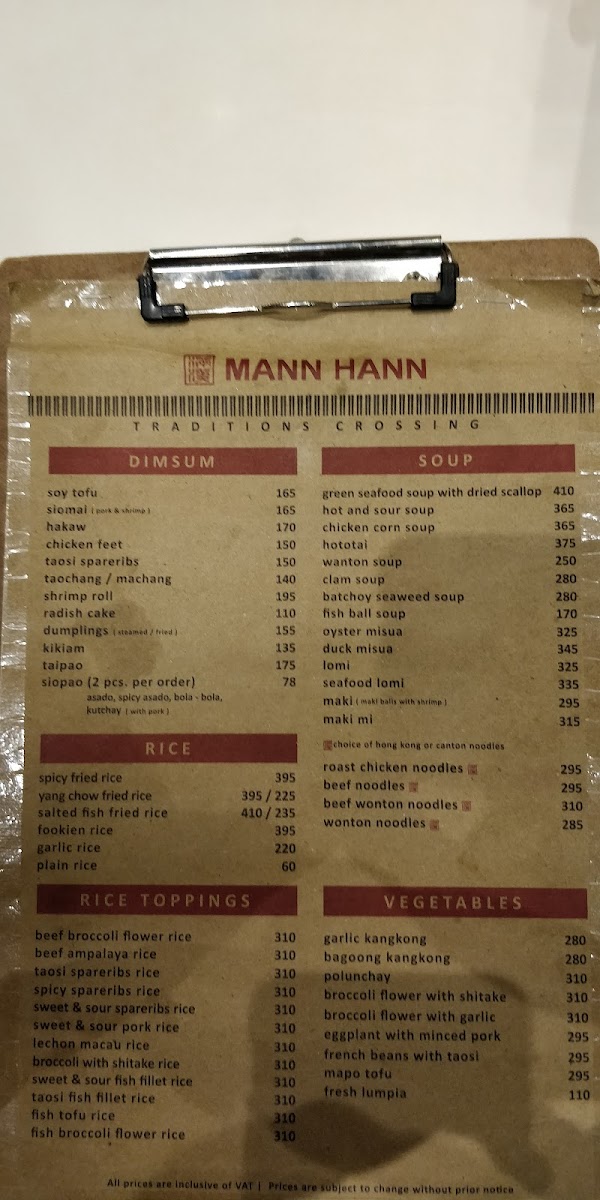 MANN HANN
TRADITIONS CROSSING
DIMSUM
soy tofu 165
siomai ( pork & shrimp ) 165
hakaw 170
chicken feet 150
taosi spareribs 150
taochang / machang 140
shrimp roll 195
radish cake 110
dumplings ( steamed / fried ) 155
kikiam 135
taipao 175
siopao (2 pcs. per order) 78
asado, spicy asado, bola - bola,
kutchay ( with pork )
RICE
spicy fried rice 395
yang chow fried rice 395 / 225
salted fish fried rice 410 / 235
fookien rice 395
garlic rice 220
plain rice 60
RICE TOPPINGS
beef broccoli flower rice 310
beef ampalaya rice 310
taosi spareribs rice 310
spicy spareribs rice 310
sweet & sour spareribs rice 310
sweet & sour pork rice 310
lechon macau rice 310
broccoli with shitake rice 310
sweet & sour fish fillet rice 310
taosi fish fillet rice 310
fish tofu rice 310
fish broccoli flower rice 310
SOUP
green seafood soup with dried scallop 410
hot and sour soup 365
chicken corn soup 365
hototai 375
wanton soup 250
clam soup 280
batchoy seaweed soup 280
fish ball soup 170
oyster misua 325
duck misua 345
lomi 325
seafood lomi 335
maki ( maki balls with shrimp ) 295
maki mi 315
choice of hong kong or canton noodles
roast chicken noodles 295
beef noodles 295
beef wonton noodles 310
wonton noodles 285
VEGETABLES
garlic kangkong 280
bagoong kangkong 280
polunchay 310
broccoli flower with shitake 310
broccoli flower with garlic 310
eggplant with minced pork 295
french beans with taosi 295
mapo tofu 295
fresh lumpia 110
All prices are inclusive of VAT | Prices are subject to change without prior notice